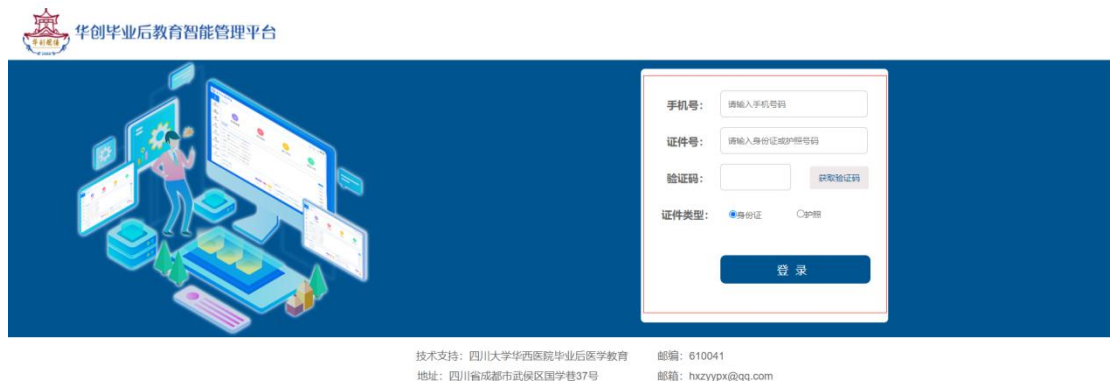 华创毕业后教育智能管理平台
手机号： 请输入手机号码
证件号： 请输入身份证或护照号码
验证码： 获取验证码
证件类型： 身份证 护照
登 录
技术支持：四川大学华西医院毕业后医学教育 邮编：610041
地址：四川省成都市武侯区国学巷37号 邮箱：hxzyypx@qq.com